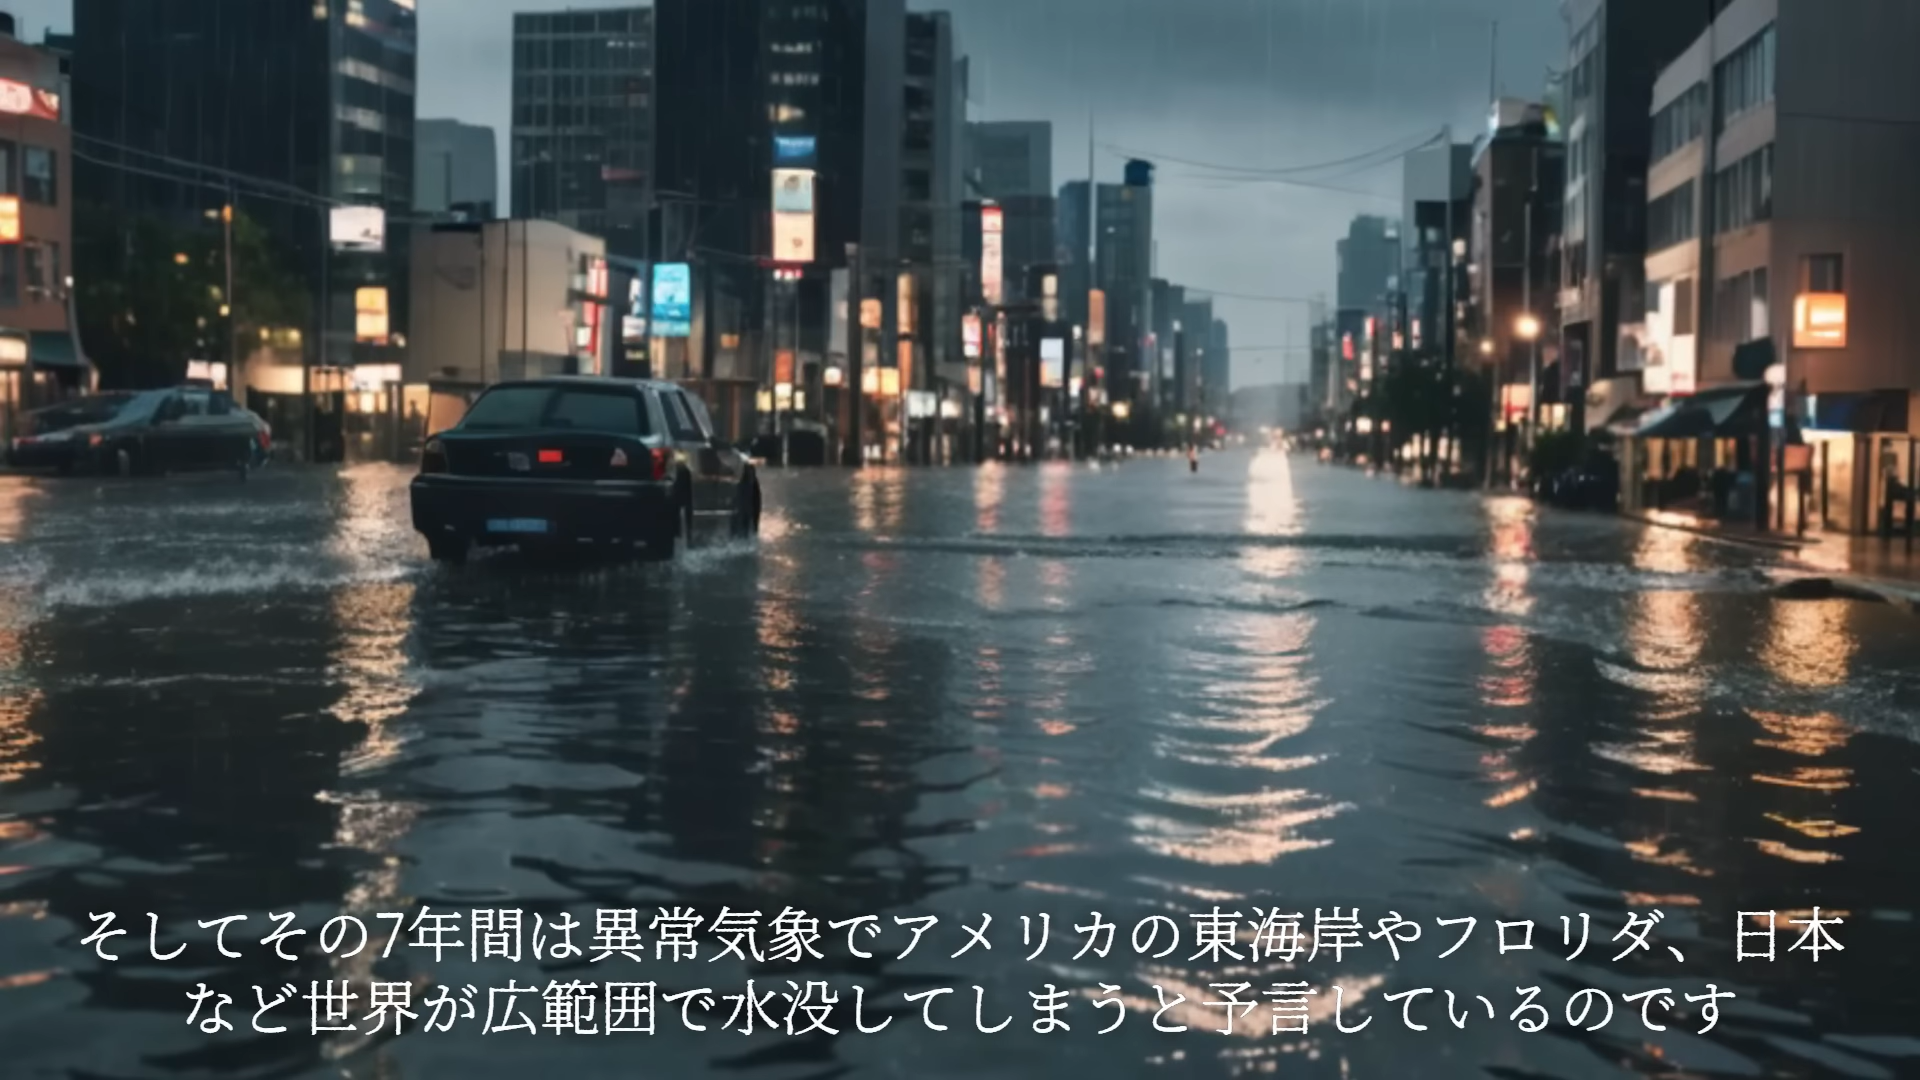 そしてその7年間は異常気象でアメリカの東海岸やフロリダ、日本
など世界が広範囲で水没してしまうと予言しているのです